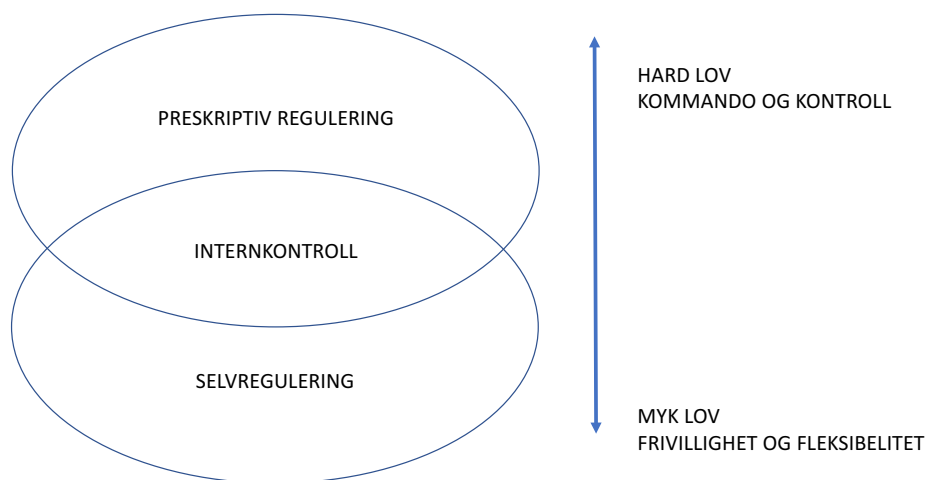 PRESKRIPTIV REGULERING
INTERNKONTROLL
SELVREGULERING
HARD LOV
KOMMANDO OG KONTROLL
MYK LOV
FRIVILLIGHET OG FLEKSIBELITET